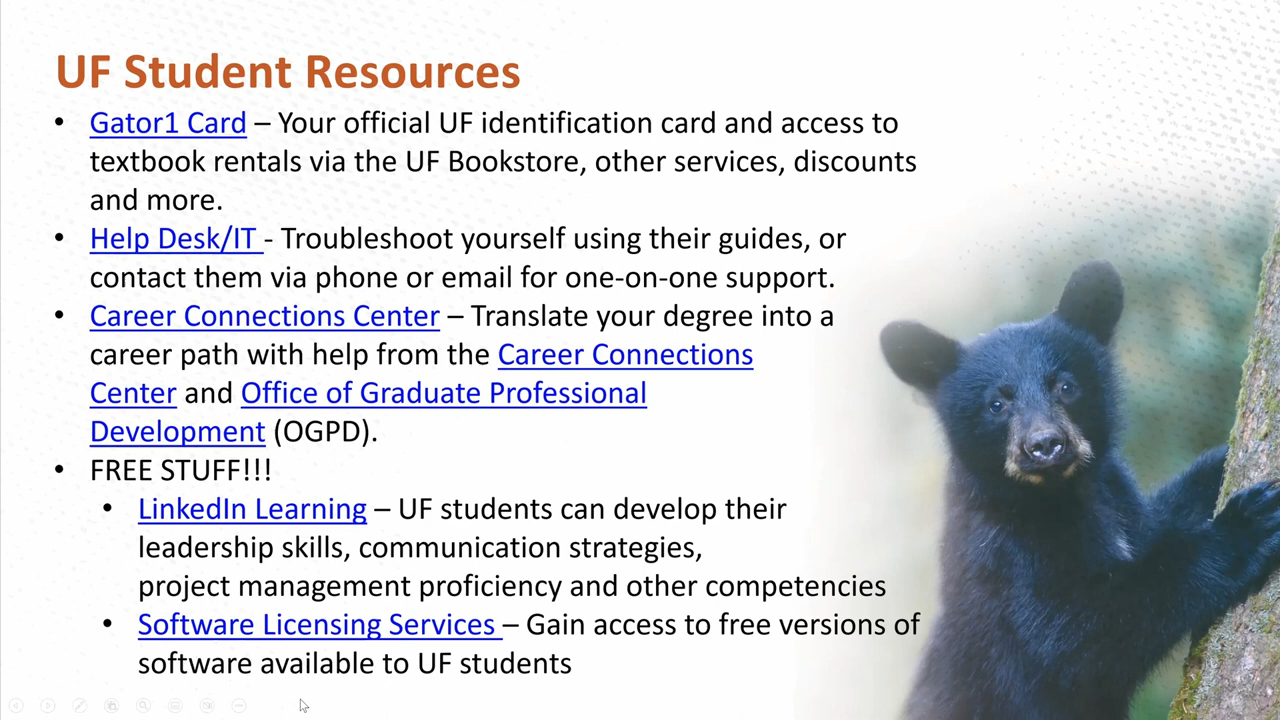 UF Student Resources
• Gator1 Card – Your official UF identification card and access to
textbook rentals via the UF Bookstore, other services, discounts
and more.
• Help Desk/IT - Troubleshoot yourself using their guides, or
contact them via phone or email for one-on-one support.
• Career Connections Center – Translate your degree into a
career path with help from the Career Connections
Center and Office of Graduate Professional
Development (OGPD).
• FREE STUFF!!!
• LinkedIn Learning – UF students can develop their
leadership skills, communication strategies,
project management proficiency and other competencies
• Software Licensing Services – Gain access to free versions of
software available to UF students